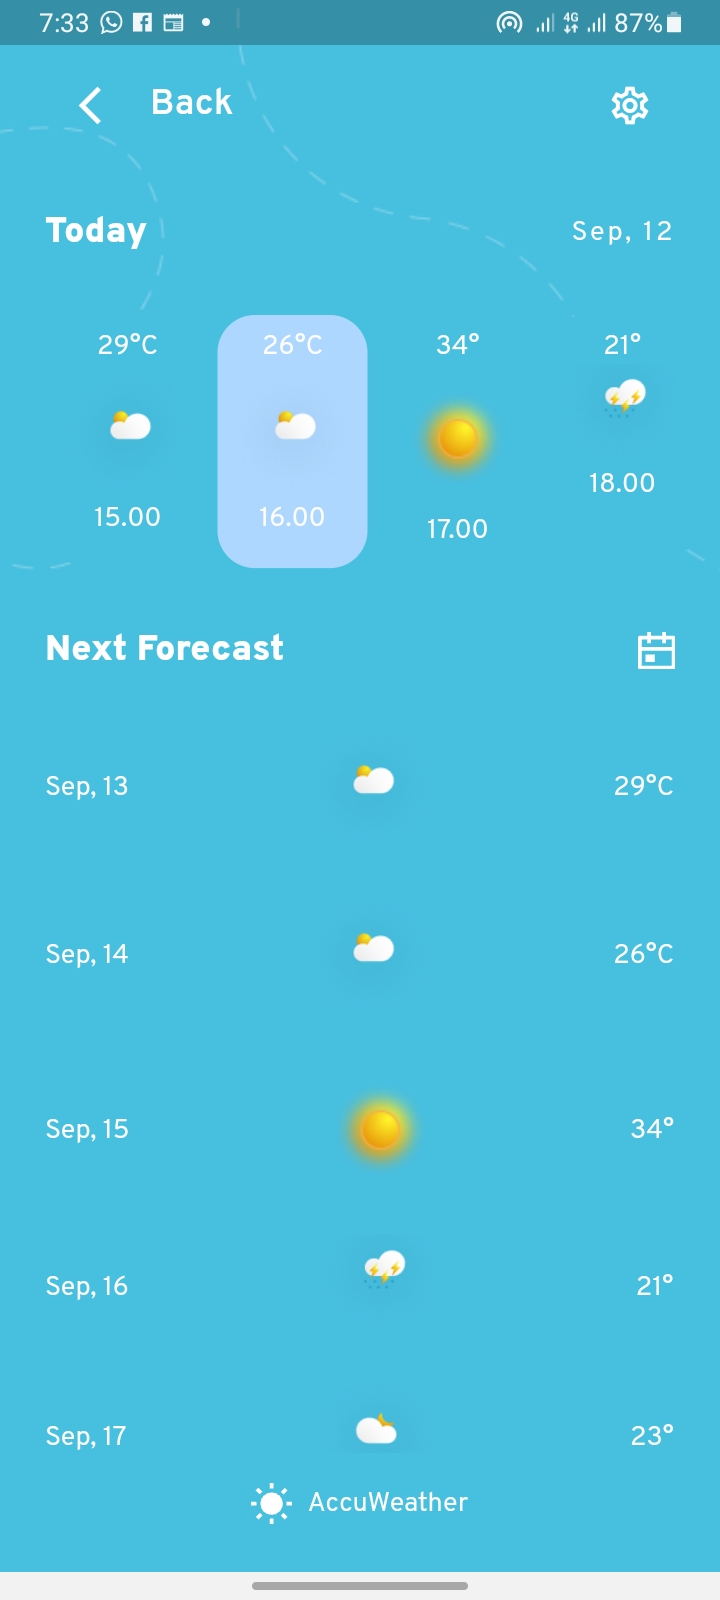 7:33 4G 87%
Back
Today Sep, 12
29°C 26°C 34° 21°
15.00 16.00 17.00 18.00
Next Forecast
Sep, 13 29°C
Sep, 14 26°C
Sep, 15 34°
Sep, 16 21°
Sep, 17 23°
AccuWeather